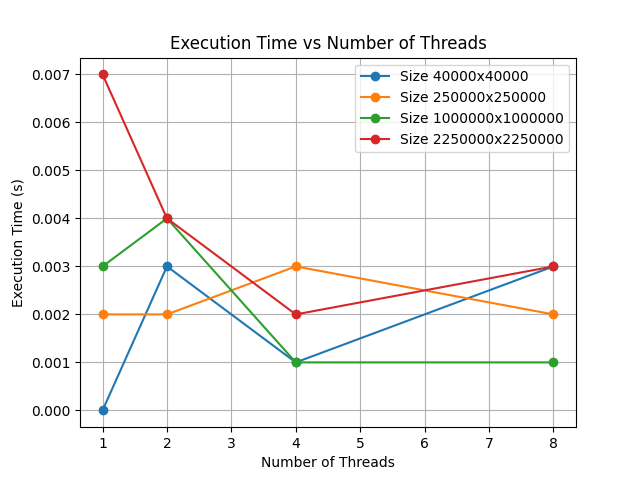 Execution Time vs Number of Threads
Size 40000x40000
Size 250000x250000
Size 1000000x1000000
Size 2250000x2250000
0.007
0.006
0.005
0.004
0.003
0.002
0.001
0.000
Execution Time (s)
1 2 3 4 5 6 7 8
Number of Threads